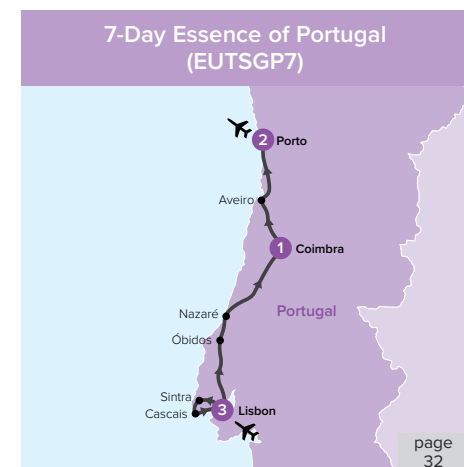 7-Day Essence of Portugal
(EUTSGP7)
2 Porto
Aveiro
1 Coimbra
Nazaré
Portugal
Óbidos
Sintra
3 Lisbon
Cascais
page
32